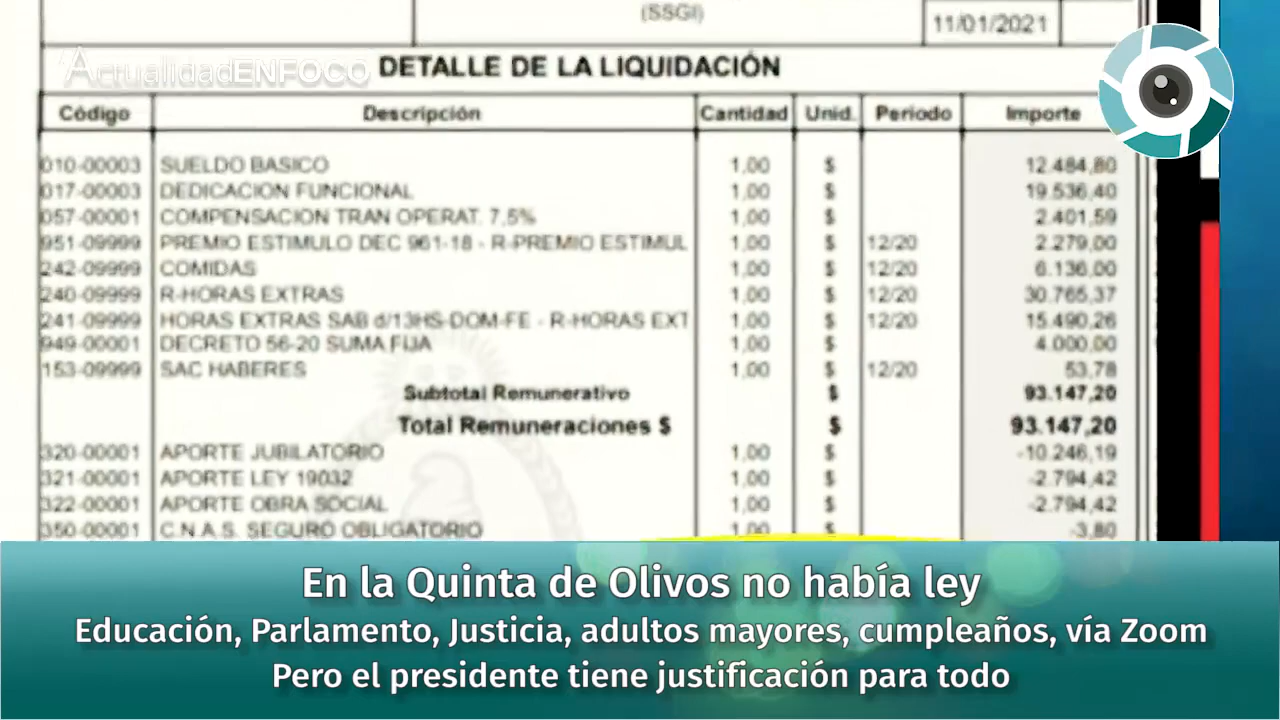 (SSGI)
11/01/2021
ActualidadENFOCO
DETALLE DE LA LIQUIDACIÓN
Código Descripción Cantidad Unid. Periodo Importe
010-00003 SUELDO BASICO 1,00 $ 12.484,80
017-00003 DEDICACION FUNCIONAL 1,00 $ 19.536,40
057-00001 COMPENSACION TRAN OPERAT. 7,5% 1,00 $ 2.401,59
951-09999 PREMIO ESTIMULO DEC 961-18 - R-PREMIO ESTIMUL 1,00 $ 12/20 2.279,00
242-09999 COMIDAS 1,00 $ 12/20 6.136,00
240-09999 R-HORAS EXTRAS 1,00 $ 12/20 30.765,37
241-09999 HORAS EXTRAS SAB d/13HS-DOM-FE - R-HORAS EXT 1,00 $ 12/20 15.490,26
949-00001 DECRETO 56-20 SUMA FIJA 1,00 $ 4.000,00
153-09999 SAC HABERES 1,00 $ 12/20 53,78
Subtotal Remunerativo $ 93.147,20
Total Remuneraciones $ $ 93.147,20
320-00001 APORTE JUBILATORIO 1,00 $ -10.246,19
321-00001 APORTE LEY 19032 1,00 $ -2.794,42
322-00001 APORTE OBRA SOCIAL 1,00 $ -2.794,42
350-00001 C.N.A.S. SEGURO OBLIGATORIO 1,00 $ -3,80
En la Quinta de Olivos no había ley
Educación, Parlamento, Justicia, adultos mayores, cumpleaños, vía Zoom
Pero el presidente tiene justificación para todo